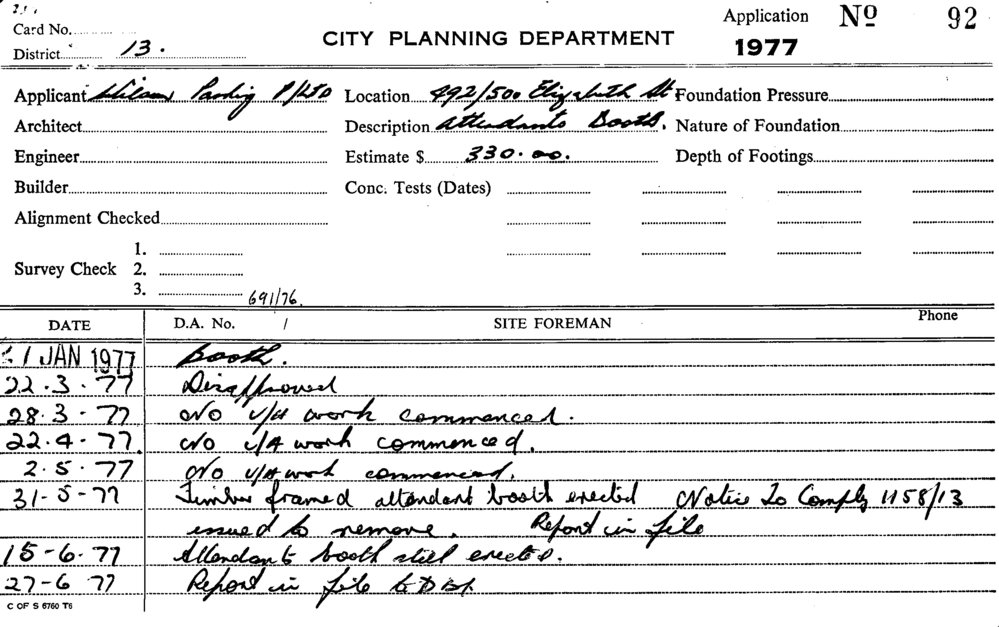 Card No.
Application No 92
District 13.
CITY PLANNING DEPARTMENT
1977
Applicant Wilson Parking P/LTD Location 492/500 Elizabeth St. Foundation Pressure
Architect Description Attendants Booth. Nature of Foundation
Engineer Estimate $ 330.00. Depth of Footings
Builder Conc. Tests (Dates)
Alignment Checked
1.
Survey Check 2.
3.
691/76.
DATE D.A. No. / SITE FOREMAN Phone
JAN 1977 Booth.
22.3.77 Disapproved
28.3-77 No work commenced.
22.4-77. No work commenced.
2.5.77 No work commenced.
31-5-77 Timber framed attendant booth erected Notice To Comply 1158/13
issued to remove. Report in file
15-6.77 Attendants booth still erected.
27-6 77 Report in file to
C OF S 6760 T6